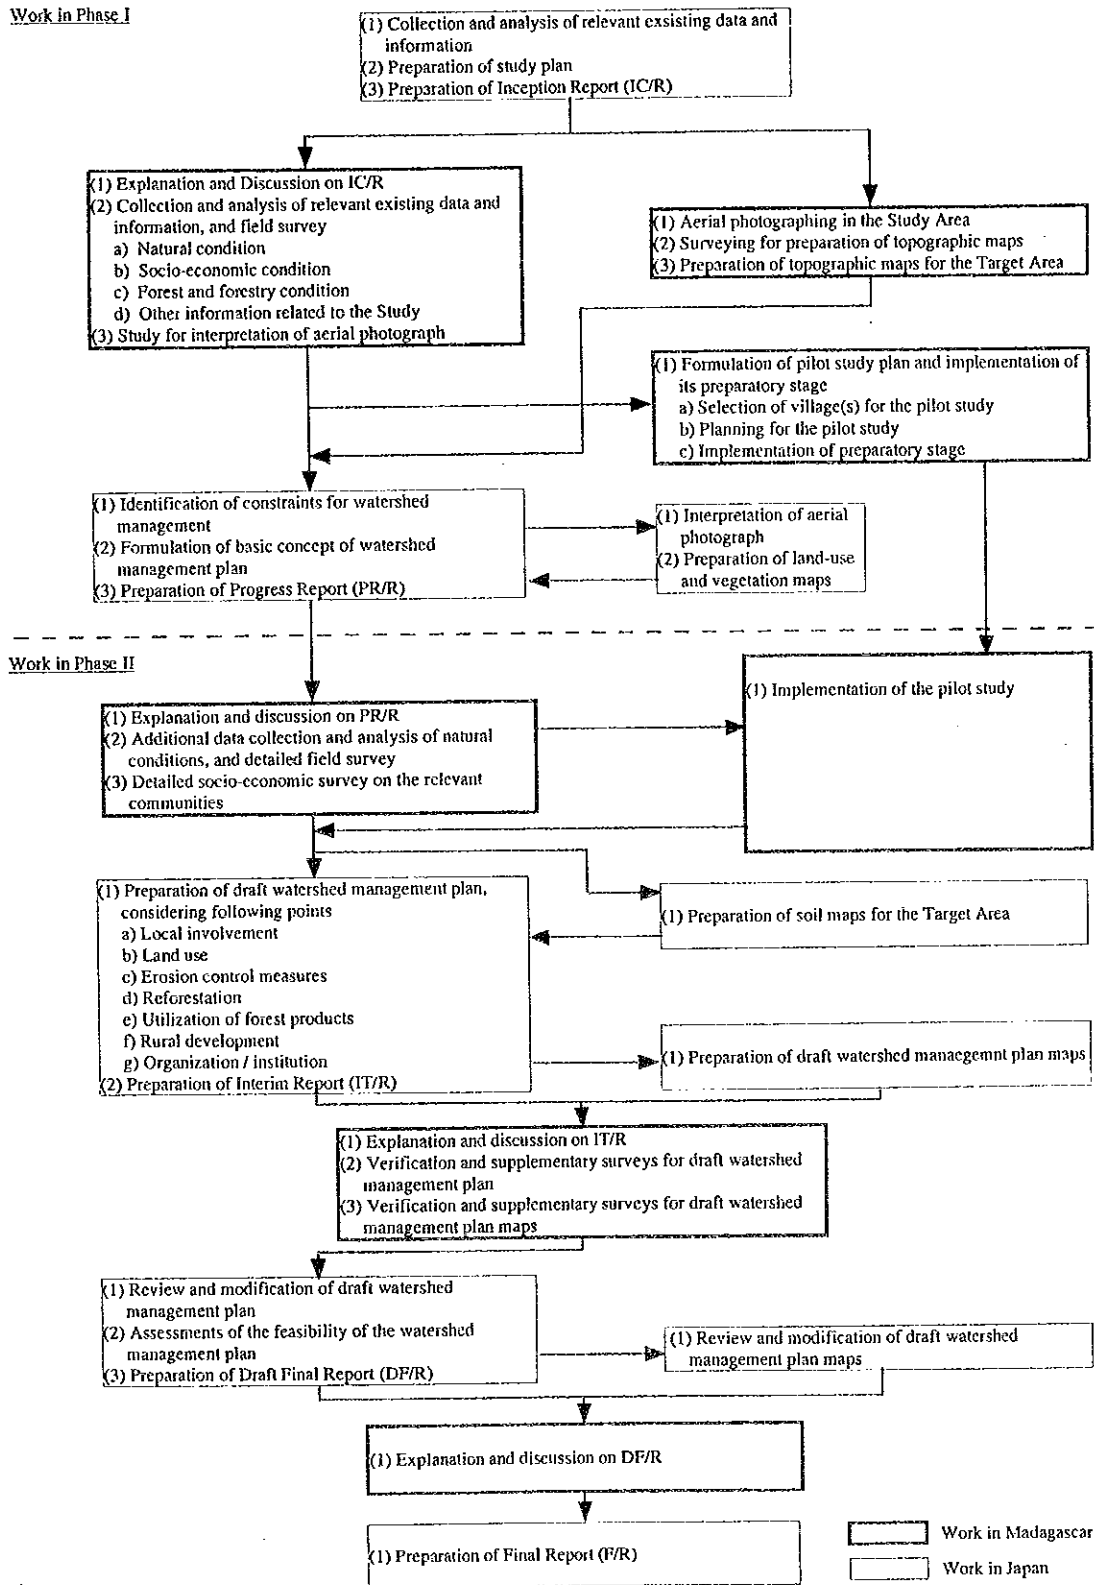 Work in Phase I
(1) Collection and analysis of relevant exsisting data and
information
(2) Preparation of study plan
(3) Preparation of Inception Report (IC/R)
(1) Explanation and Discussion on IC/R
(2) Collection and analysis of relevant existing data and
information, and field survey
a) Natural condition
b) Socio-economic condition
c) Forest and forestry condition
d) Other information related to the Study
(3) Study for interpretation of aerial photograph
(1) Aerial photographing in the Study Area
(2) Surveying for preparation of topographic maps
(3) Preparation of topographic maps for the Target Area
(1) Formulation of pilot study plan and implementation of
its preparatory stage
a) Selection of village(s) for the pilot study
b) Planning for the pilot study
c) Implementation of preparatory stage
(1) Identification of constraints for watershed
management
(2) Formulation of basic concept of watershed
management plan
(3) Preparation of Progress Report (PR/R)
(1) Interpretation of aerial
photograph
(2) Preparation of land-use
and vegetation maps
Work in Phase II
(1) Implementation of the pilot study
(1) Explanation and discussion on PR/R
(2) Additional data collection and analysis of natural
conditions, and detailed field survey
(3) Detailed socio-economic survey on the relevant
communities
(1) Preparation of draft watershed management plan,
considering following points
a) Local involvement
b) Land use
c) Erosion control measures
d) Reforestation
e) Utilization of forest products
f) Rural development
g) Organization / institution
(2) Preparation of Interim Report (IT/R)
(1) Preparation of soil maps for the Target Area
(1) Preparation of draft watershed manaegemnt plan maps
(1) Explanation and discussion on IT/R
(2) Verification and supplementary surveys for draft watershed
management plan
(3) Verification and supplementary surveys for draft watershed
management plan maps
(1) Review and modification of draft watershed
management plan
(2) Assessments of the feasibility of the watershed
management plan
(3) Preparation of Draft Final Report (DF/R)
(1) Review and modification of draft watershed
management plan maps
(1) Explanation and discussion on DF/R
(1) Preparation of Final Report (F/R)
Work in Madagascar
Work in Japan